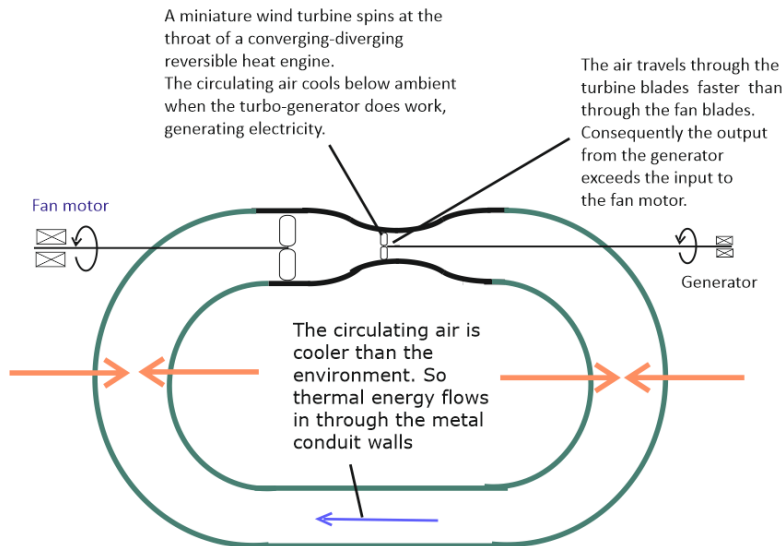 A miniature wind turbine spins at the
throat of a converging-diverging
reversible heat engine.
The circulating air cools below ambient
when the turbo-generator does work,
generating electricity.
The air travels through the
turbine blades faster than
through the fan blades.
Consequently the output
from the generator
exceeds the input to
the fan motor.
Fan motor
Generator
The circulating air is
cooler than the
environment. So
thermal energy flows
in through the metal
conduit walls